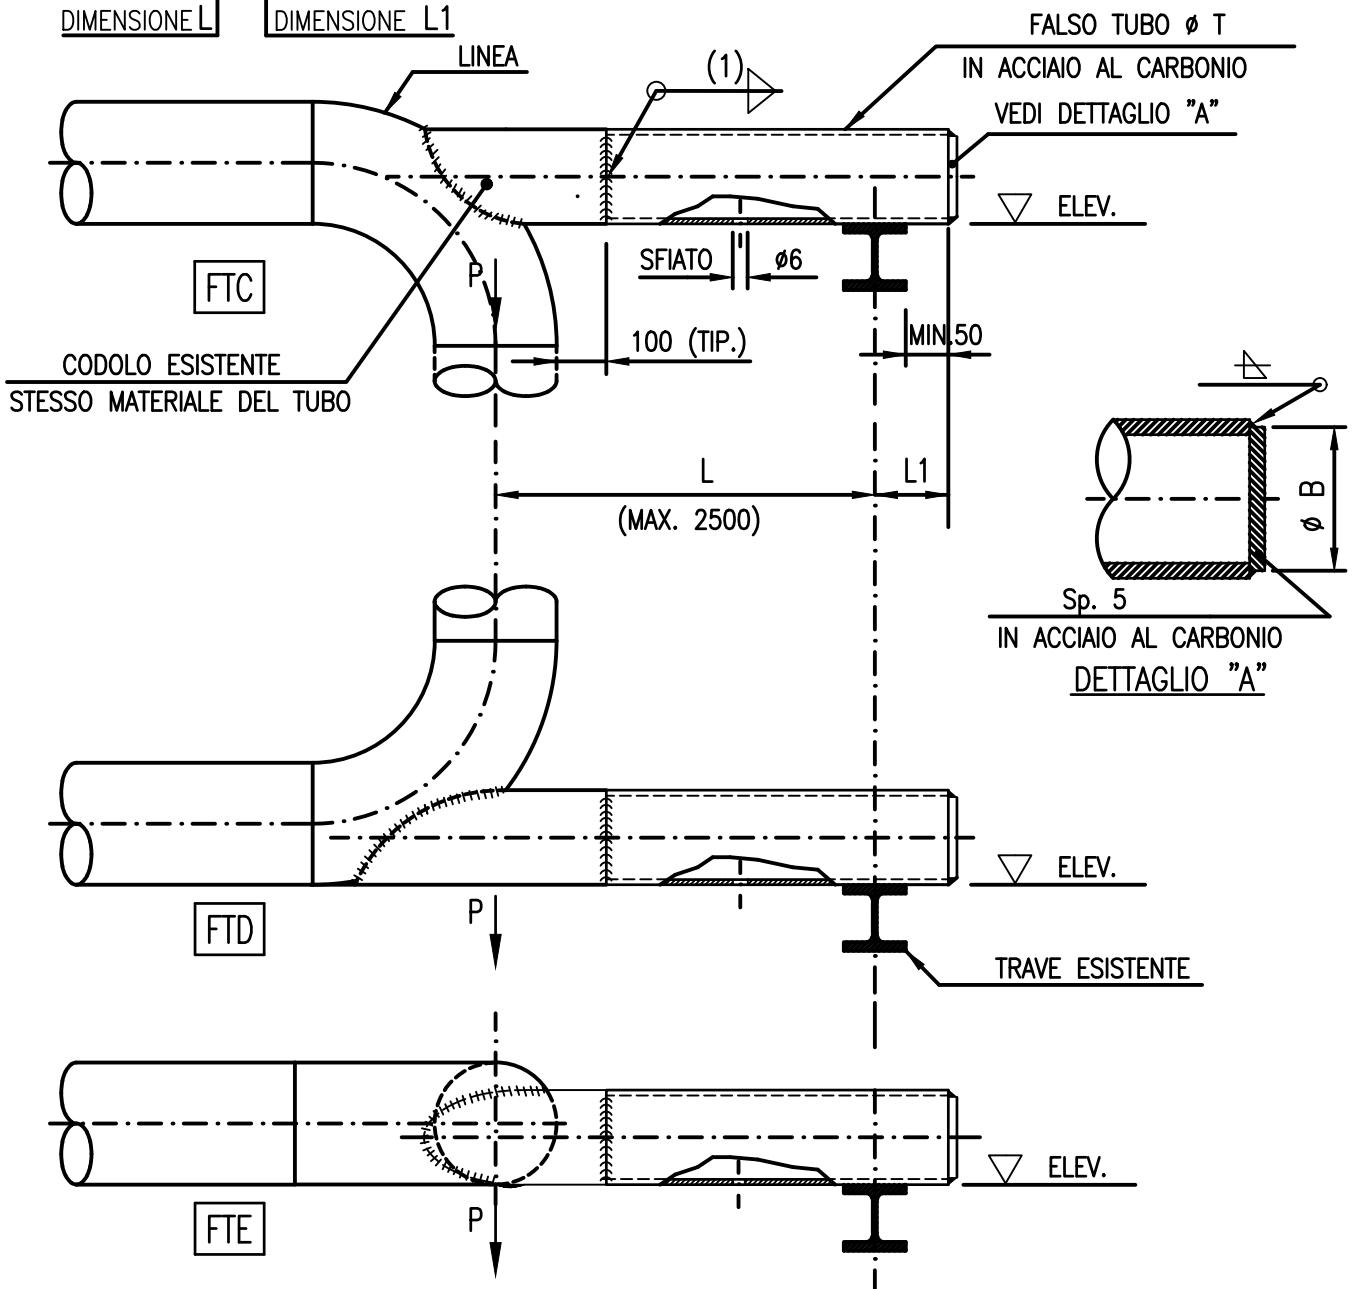 DIMENSIONE L
DIMENSIONE L1
LINEA
(1)
FALSO TUBO ø T
IN ACCIAIO AL CARBONIO
VEDI DETTAGLIO "A"
ELEV.
SFIATO
ø6
P
FTC
100 (TIP.)
MIN.50
CODOLO ESISTENTE
STESSO MATERIALE DEL TUBO
L
(MAX. 2500)
L1
ø B
Sp. 5
IN ACCIAIO AL CARBONIO
DETTAGLIO "A"
ELEV.
P
FTD
TRAVE ESISTENTE
ELEV.
P
FTE